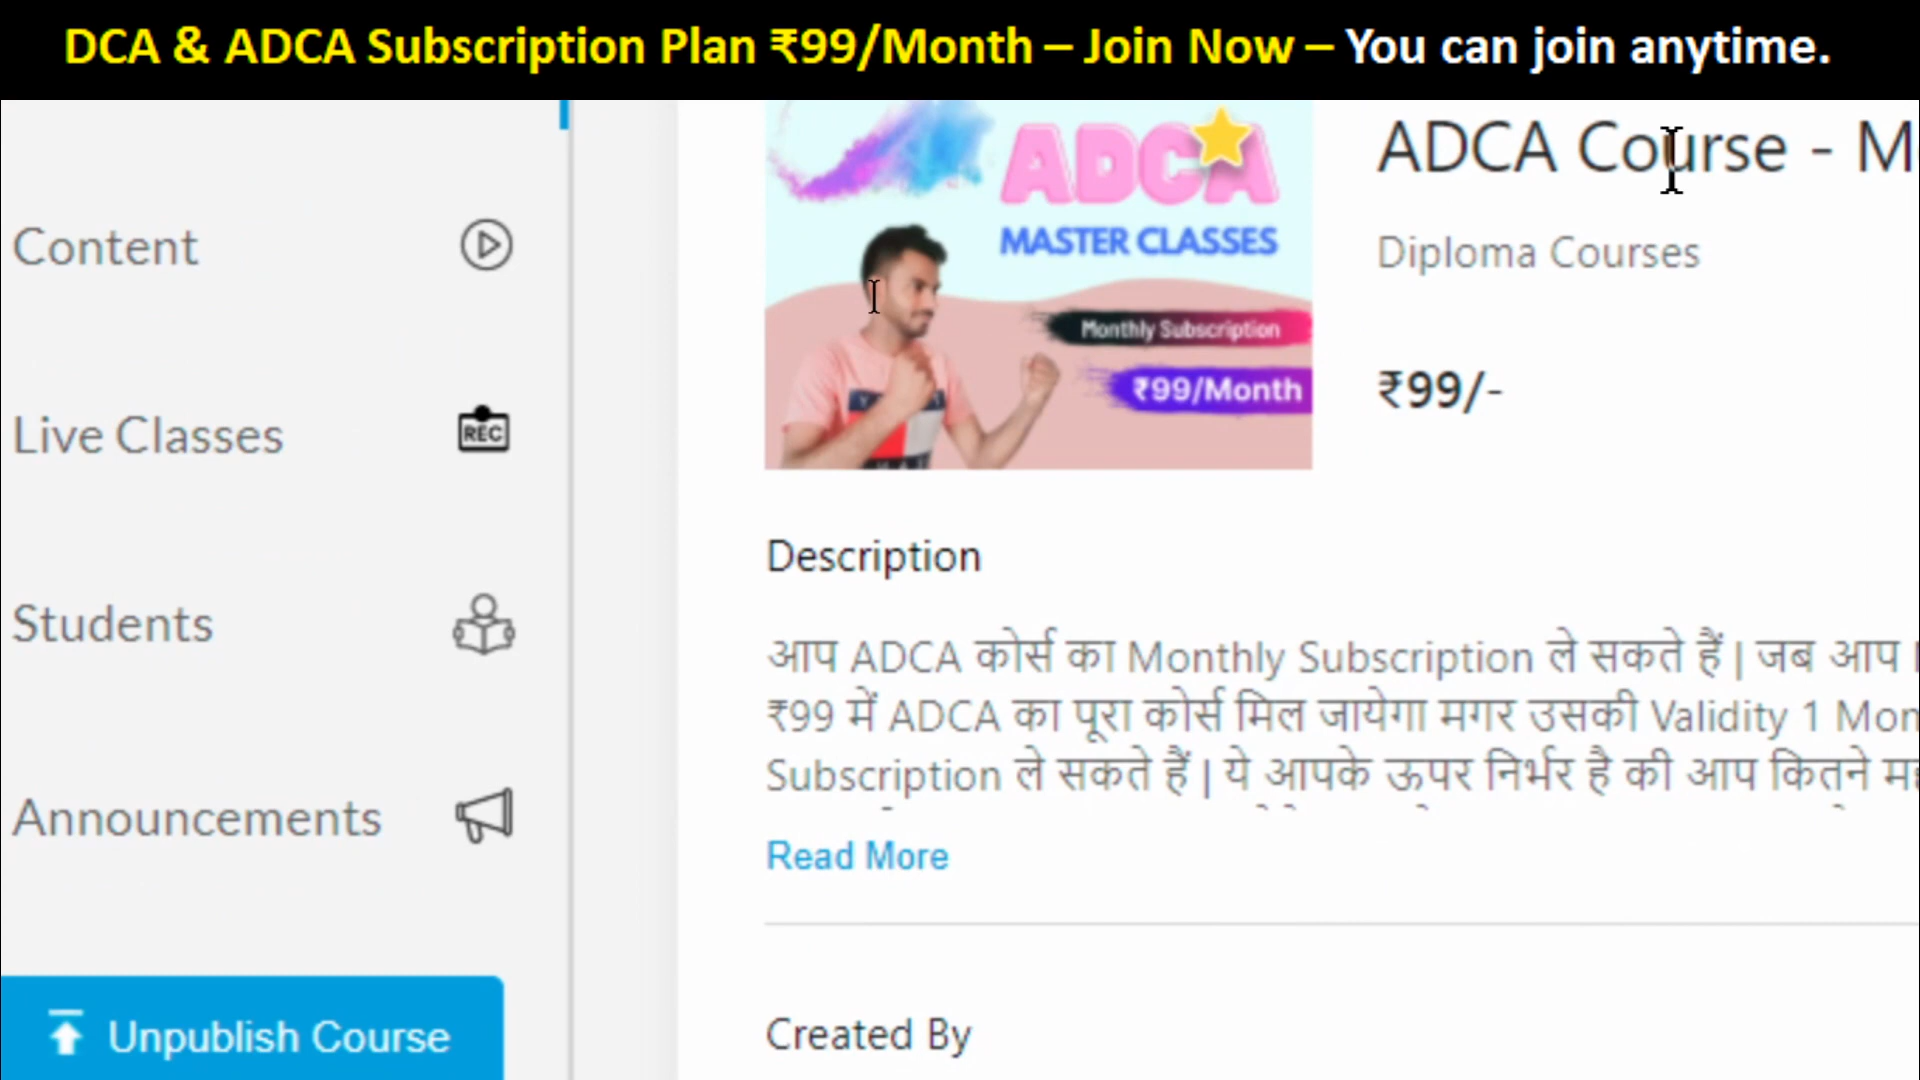 DCA & ADCA Subscription Plan ₹99/Month – Join Now – You can join anytime.
ADCA
MASTER CLASSES
Monthly Subscription
₹99/Month
ADCA Course - M
Diploma Courses
₹99/-
Content
Live Classes
REC
Students
Announcements
Unpublish Course
Description
आप ADCA कोर्स का Monthly Subscription ले सकते हैं | जब आप
₹99 में ADCA का पूरा कोर्स मिल जायेगा मगर उसकी Validity 1 Mon
Subscription ले सकते हैं | ये आपके ऊपर निर्भर है की आप कितने
Read More
Created By